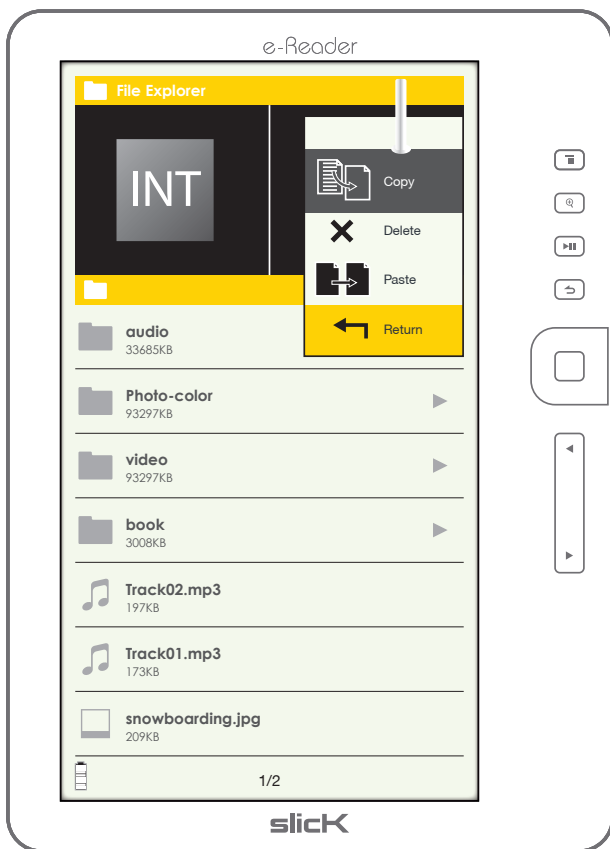 e-Reader
File Explorer
INT
Copy
Delete
Paste
Return
audio
33685KB
Photo-color
93297KB
video
93297KB
book
3008KB
Track02.mp3
197KB
Track01.mp3
173KB
snowboarding.jpg
209KB
1/2
slick